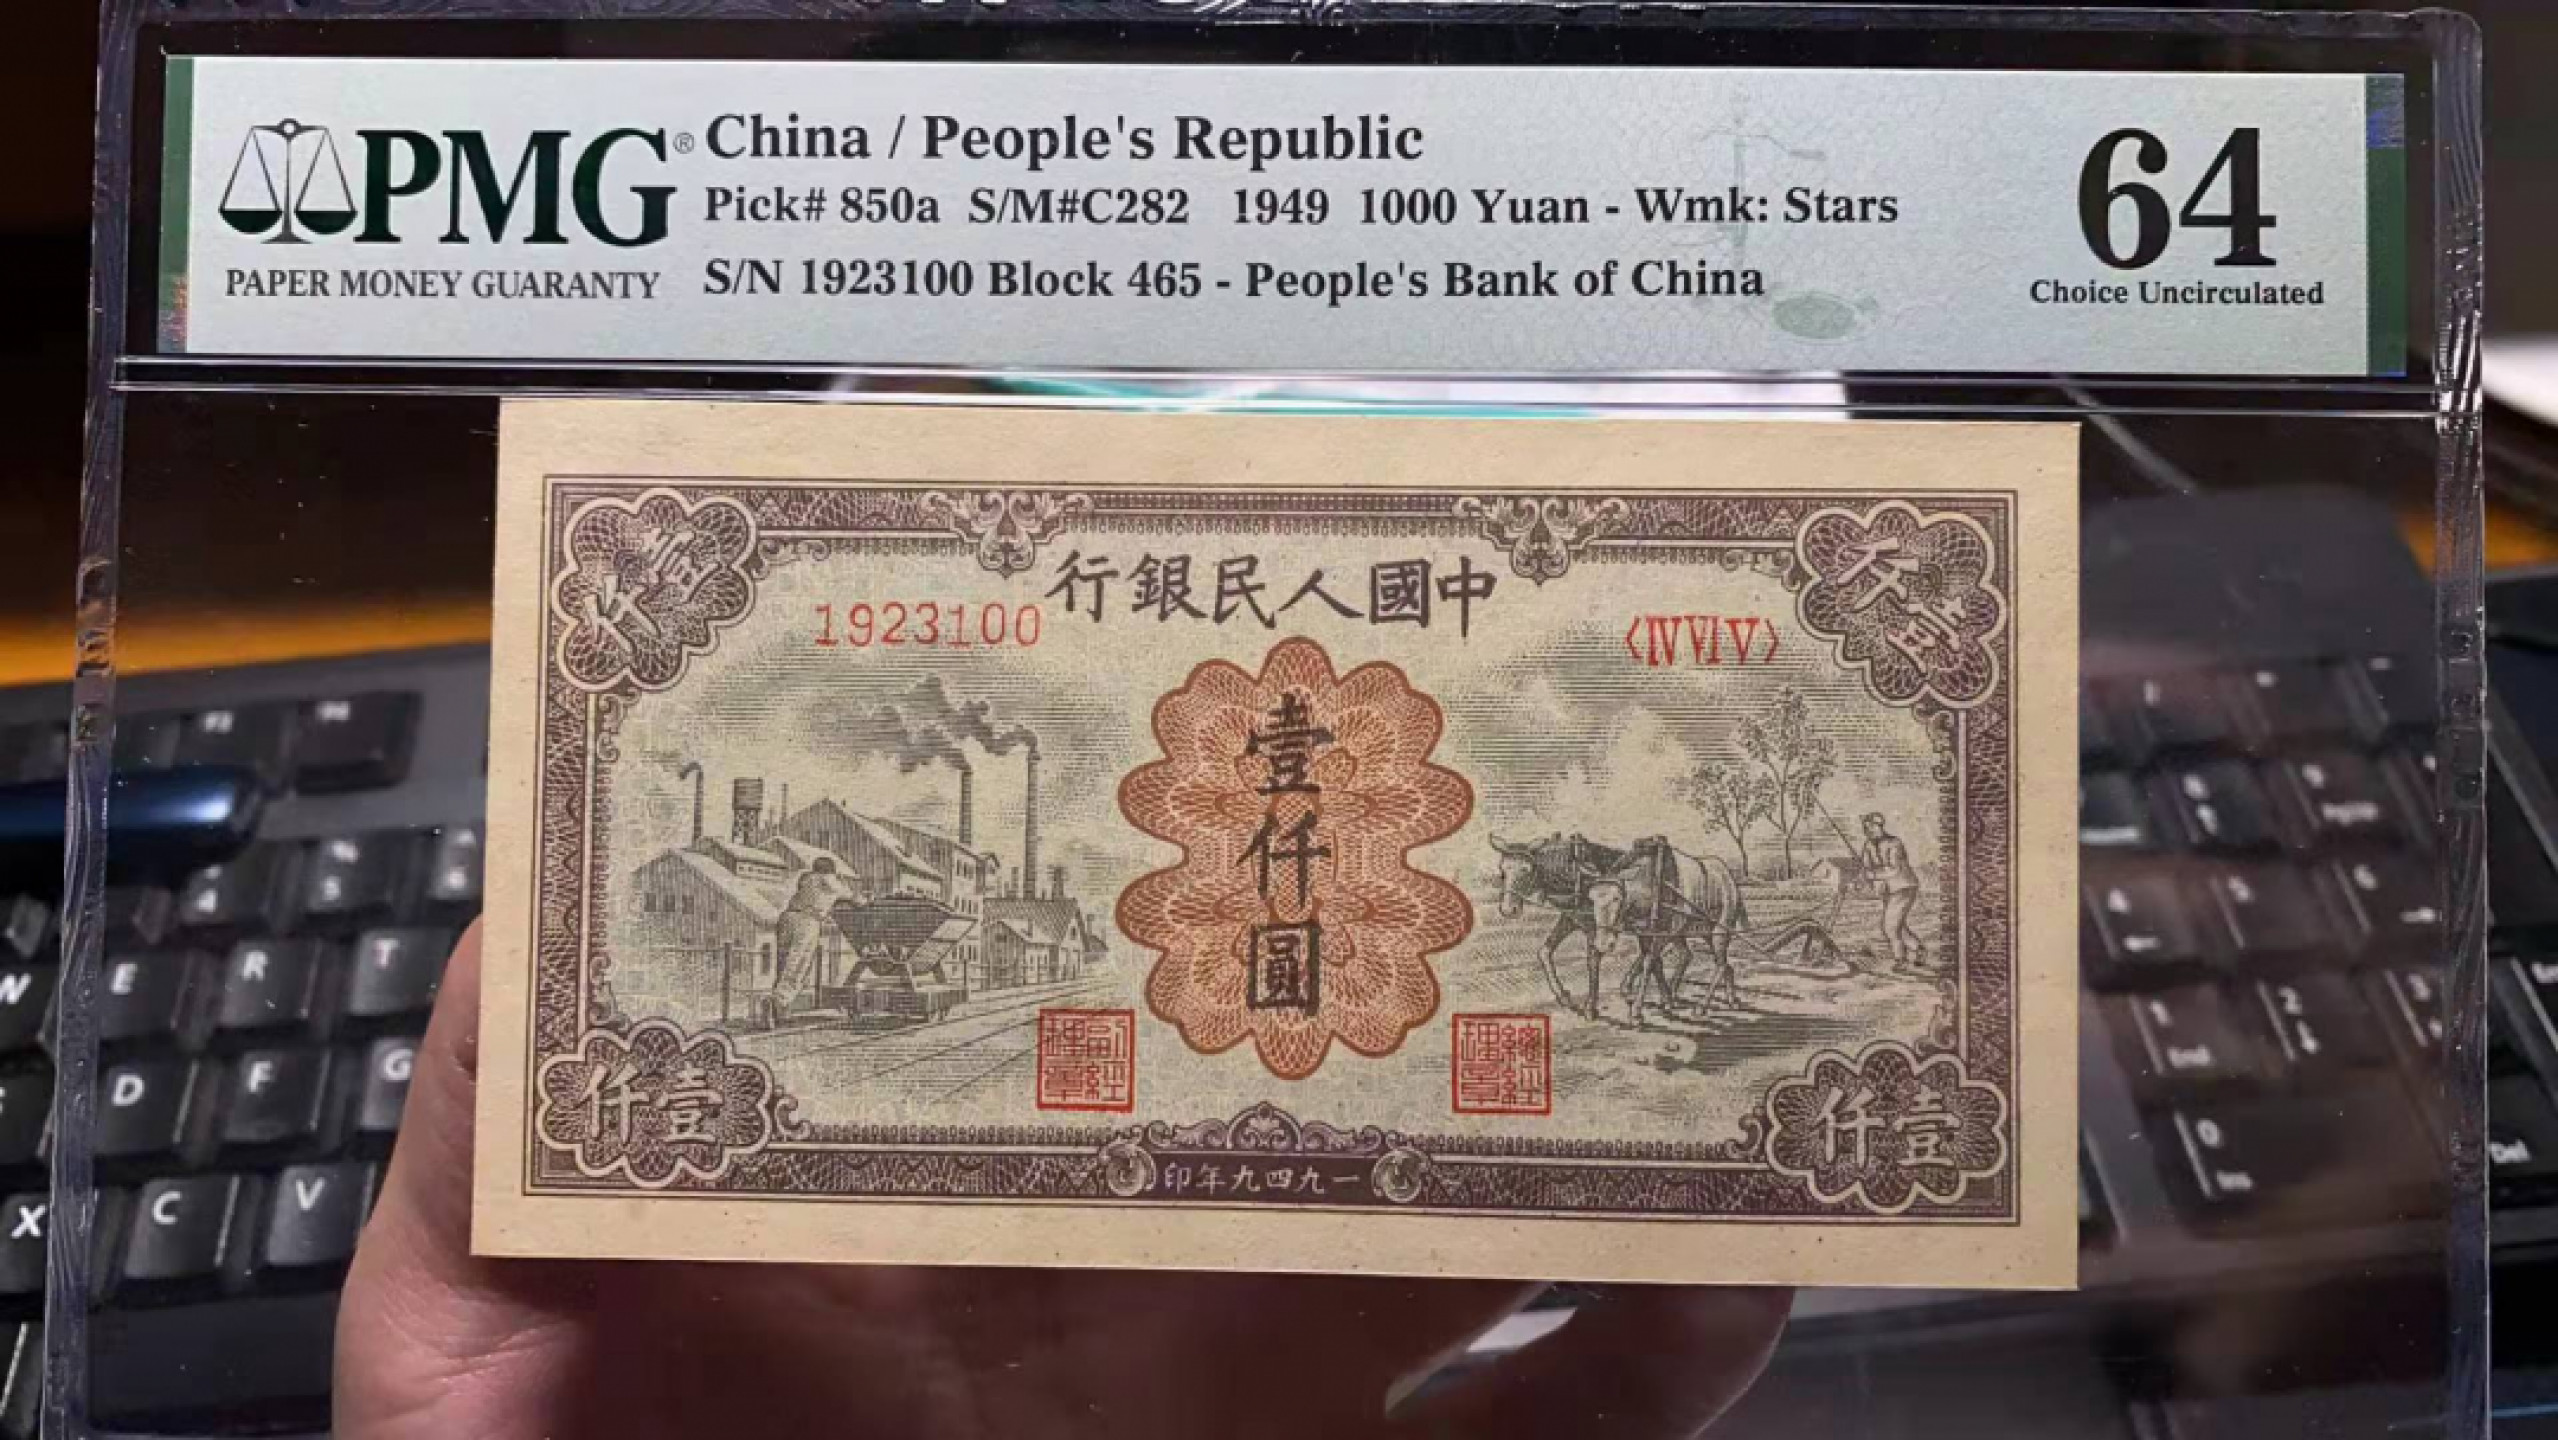 PMG® China / People's Republic
Pick# 850a S/M#C282 1949 1000 Yuan - Wmk: Stars
PAPER MONEY GUARANTY S/N 1923100 Block 465 - People's Bank of China
64
Choice Uncirculated
行銀民人國中
1923100
〈ⅣⅥⅤ〉
壹
仟
圓
仟壹
仟壹
印年九四九一
E
R
T
D
F
G
X
C
V